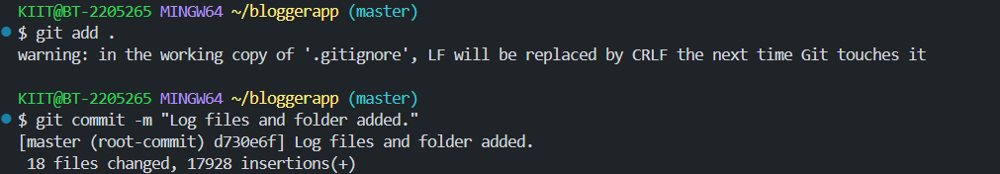 KIIT@BT-2205265 MINGW64 ~/bloggerapp (master)
$ git add .
warning: in the working copy of '.gitignore', LF will be replaced by CRLF the next time Git touches it
KIIT@BT-2205265 MINGW64 ~/bloggerapp (master)
$ git commit -m "Log files and folder added."
[master (root-commit) d730e6f] Log files and folder added.
18 files changed, 17928 insertions(+)